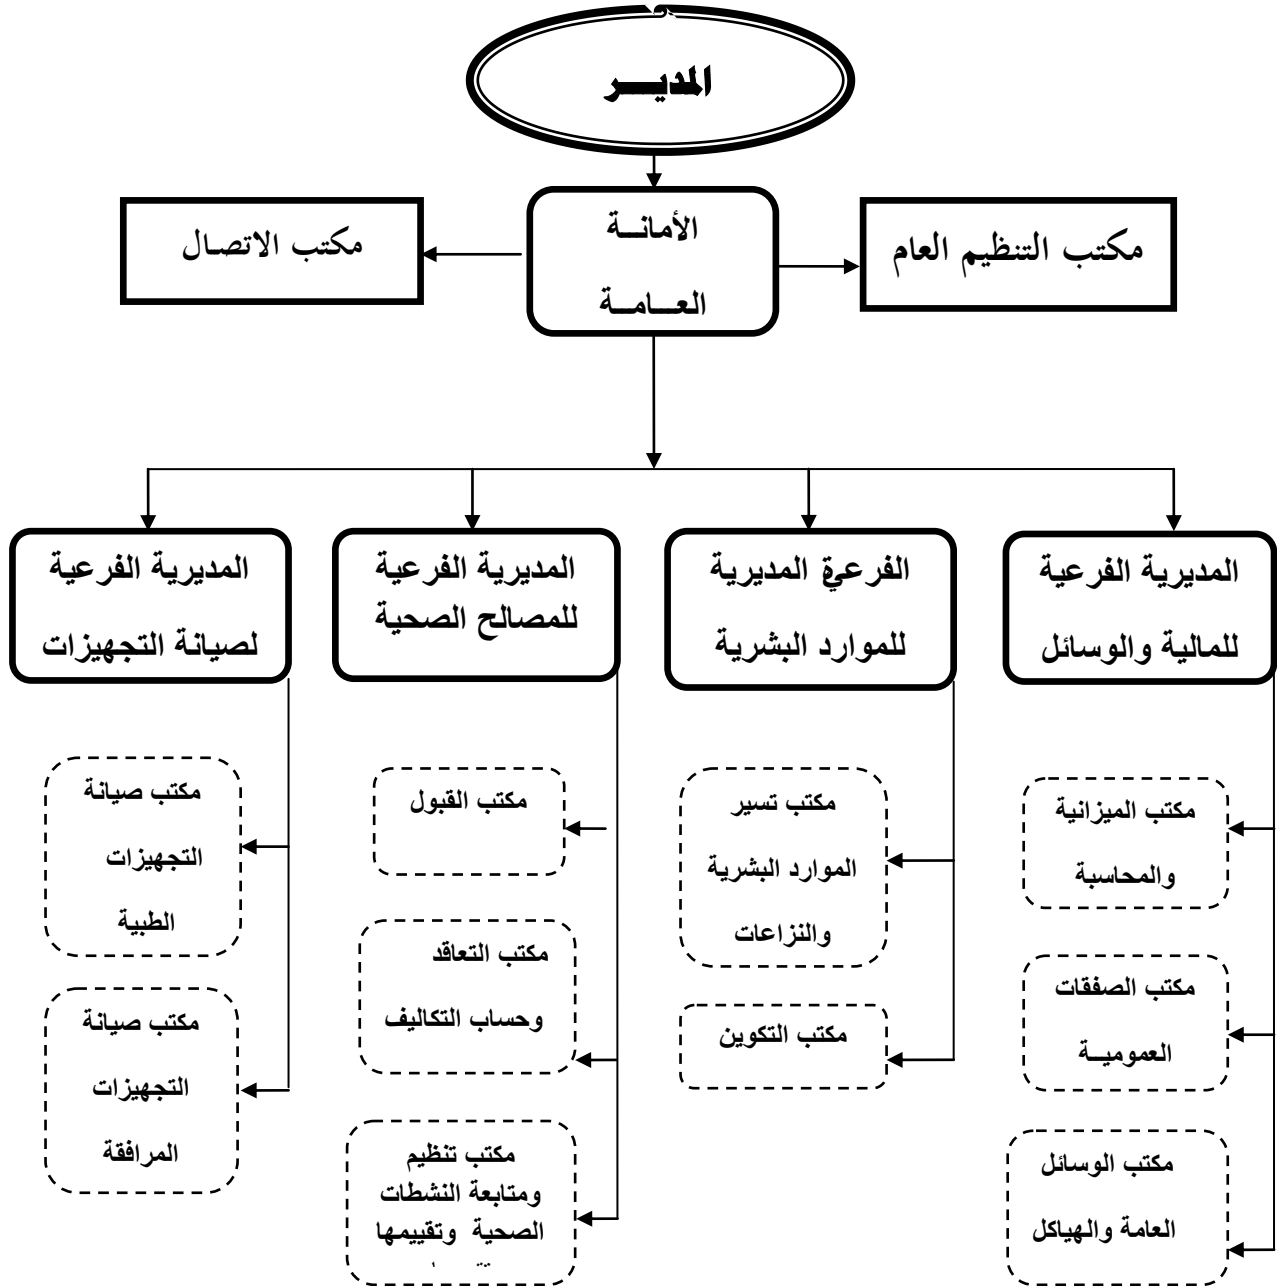 المديـــر
الأمانــة
العـــامــة
مكتب التنظيم العام
مكتب الاتصال
المديرية الفرعية
للمالية والوسائل
الفرعية المديرية
للموارد البشرية
المديرية الفرعية
للمصالح الصحية
المديرية الفرعية
لصيانة التجهيزات
مكتب الميزانية
والمحاسبة
مكتب الصفقات
العموميــة
مكتب الوسائل
العامة والهياكل
مكتب تسير
الموارد البشرية
والنزاعات
مكتب التكوين
مكتب القبول
مكتب التعاقد
وحساب التكاليف
مكتب تنظيم
ومتابعة النشطات
الصحية وتقييمها
مكتب صيانة
التجهيزات
الطبية
مكتب صيانة
التجهيزات
المرافقة